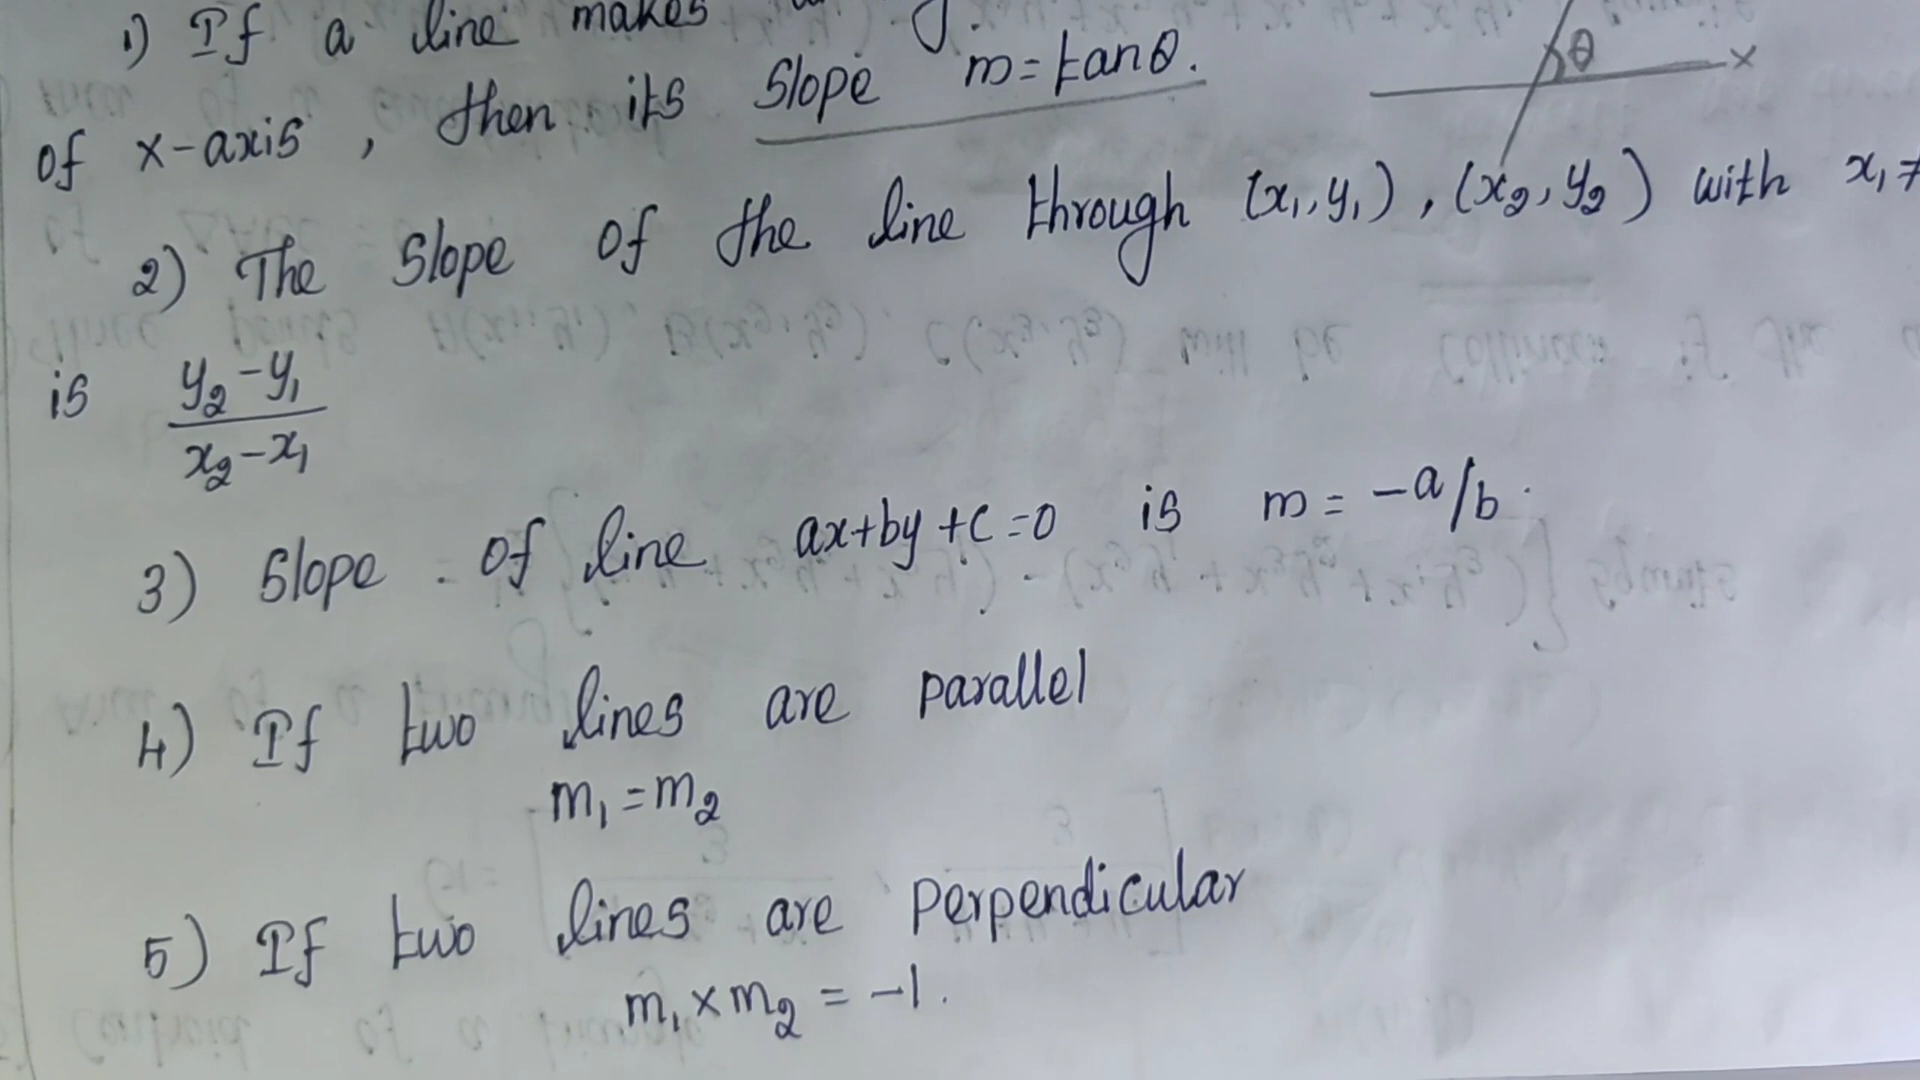 1) If a line makes
of x-axis, then its slope m=tanθ.
θ
x
2) The slope of the line through (x₁,y₁), (x₂,y₂) with x₁≠
is y₂-y₁/x₂-x₁
3) Slope of line ax+by+c=0 is m = -a/b.
4) If two lines are parallel
m₁=m₂
5) If two lines are perpendicular
m₁×m₂ = -1.